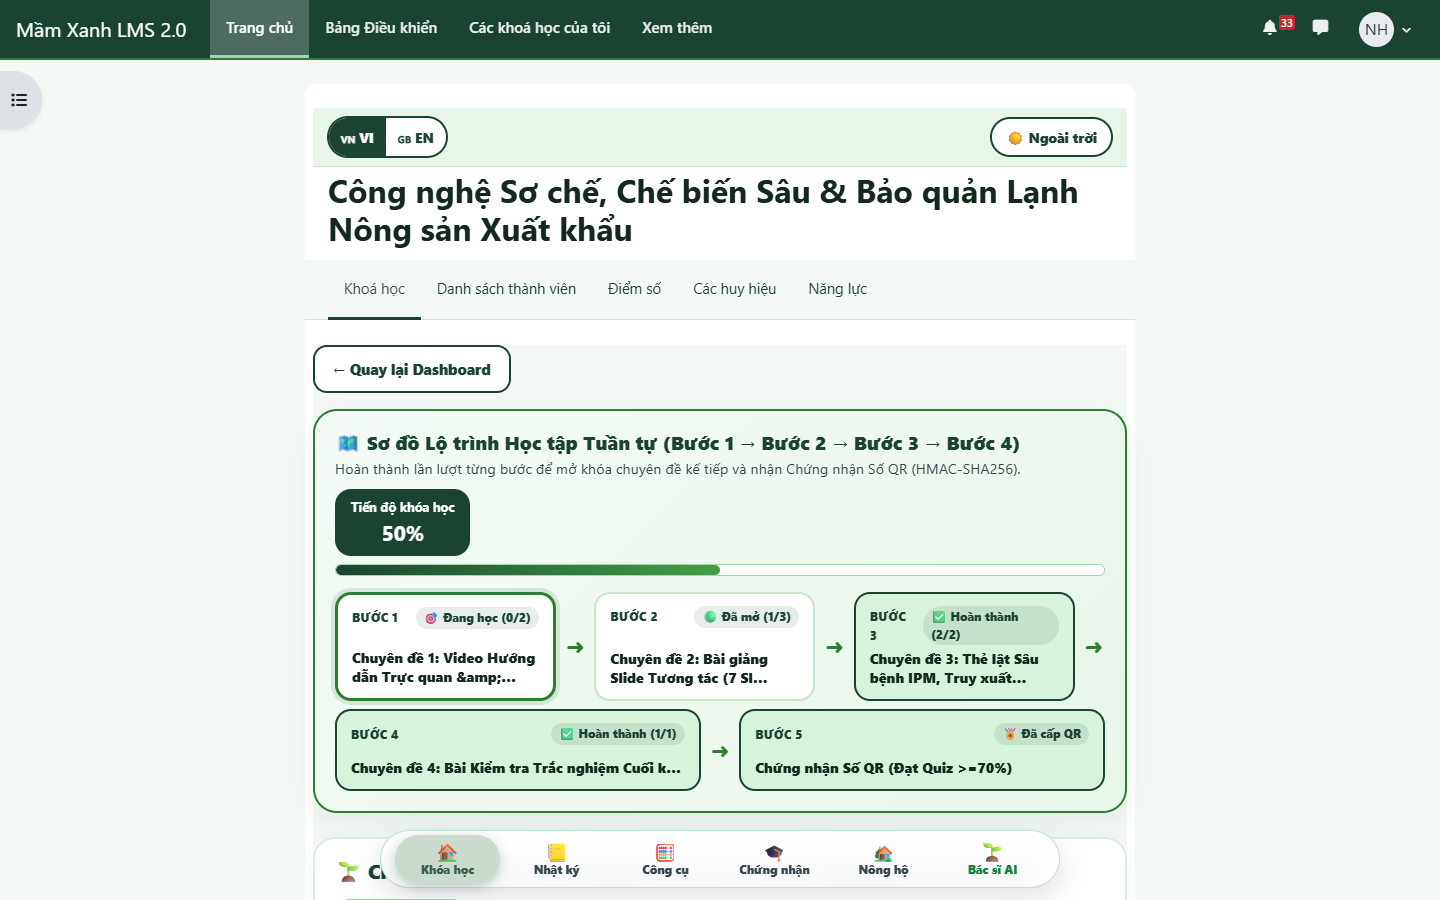 Mầm Xanh LMS 2.0
Trang chủ
Bảng Điều khiển
Các khoá học của tôi
Xem thêm
33
NH
VN VI
GB EN
Ngoài trời
Công nghệ Sơ chế, Chế biến Sâu & Bảo quản Lạnh
Nông sản Xuất khẩu
Khoá học
Danh sách thành viên
Điểm số
Các huy hiệu
Năng lực
← Quay lại Dashboard
Sơ đồ Lộ trình Học tập Tuần tự (Bước 1 → Bước 2 → Bước 3 → Bước 4)
Hoàn thành lần lượt từng bước để mở khóa chuyên đề kế tiếp và nhận Chứng nhận Số QR (HMAC-SHA256).
Tiến độ khóa học
50%
BƯỚC 1
Đang học (0/2)
Chuyên đề 1: Video Hướng
dẫn Trực quan &amp;...
➜
BƯỚC 2
Đã mở (1/3)
Chuyên đề 2: Bài giảng
Slide Tương tác (7 Sl...
➜
BƯỚC
3
Hoàn thành
(2/2)
Chuyên đề 3: Thẻ lật Sâu
bệnh IPM, Truy xuất...
➜
BƯỚC 4
Hoàn thành (1/1)
Chuyên đề 4: Bài Kiểm tra Trắc nghiệm Cuối k...
➜
BƯỚC 5
Đã cấp QR
Chứng nhận Số QR (Đạt Quiz >=70%)
Khóa học
Nhật ký
Công cụ
Chứng nhận
Nông hộ
Bác sĩ AI